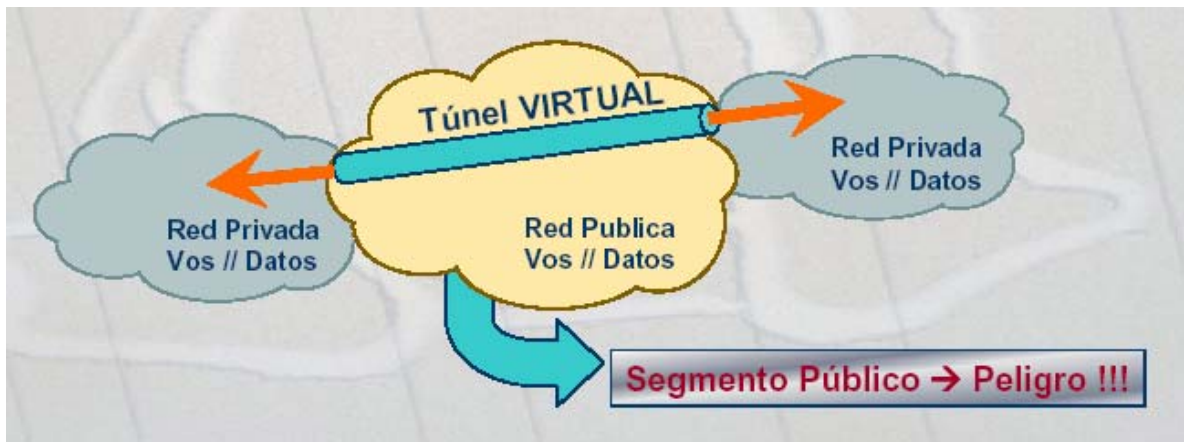 Túnel VIRTUAL
Red Privada
Vos // Datos
Red Privada
Vos // Datos
Red Publica
Vos // Datos
Segmento Público → Peligro !!!